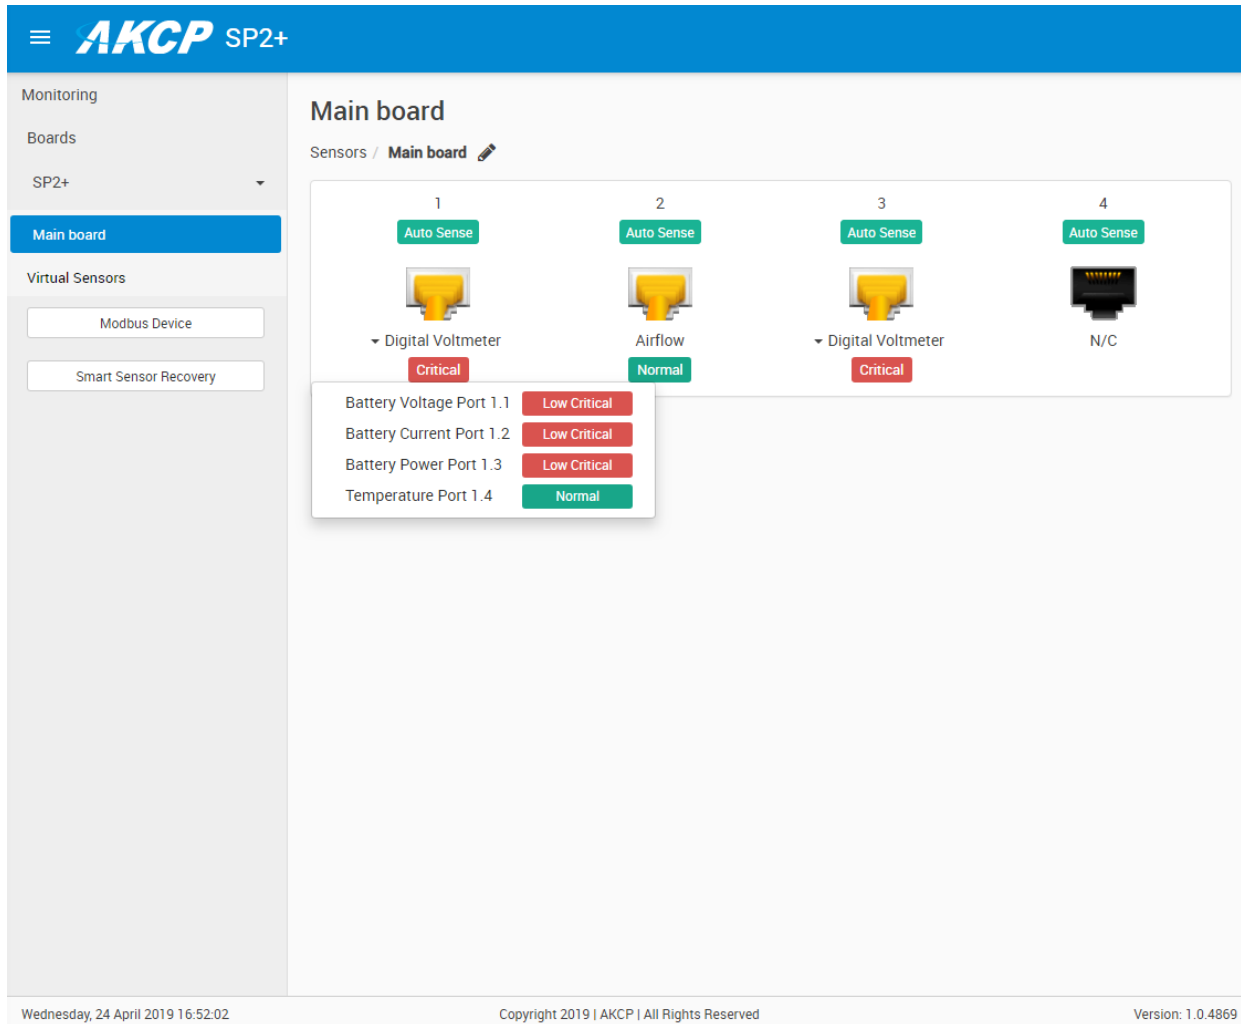 AKCP SP2+
Monitoring
Boards
SP2+
Main board
Virtual Sensors
Modbus Device
Smart Sensor Recovery
Main board
Sensors / Main board
1 2 3 4
Auto Sense Auto Sense Auto Sense Auto Sense
Digital Voltmeter Airflow Digital Voltmeter N/C
Critical Normal Critical
Battery Voltage Port 1.1 Low Critical
Battery Current Port 1.2 Low Critical
Battery Power Port 1.3 Low Critical
Temperature Port 1.4 Normal
Wednesday, 24 April 2019 16:52:02 Copyright 2019 | AKCP | All Rights Reserved Version: 1.0.4869